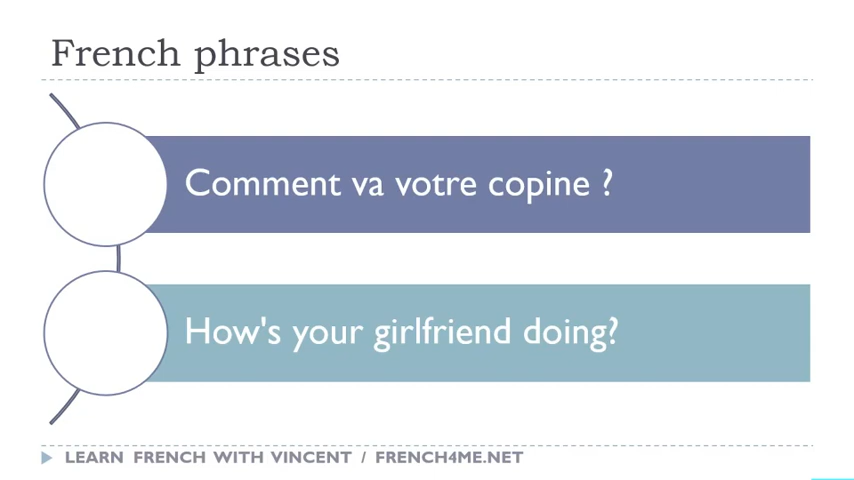 French phrases
Comment va votre copine ?
How's your girlfriend doing?
LEARN FRENCH WITH VINCENT / FRENCH4ME.NET